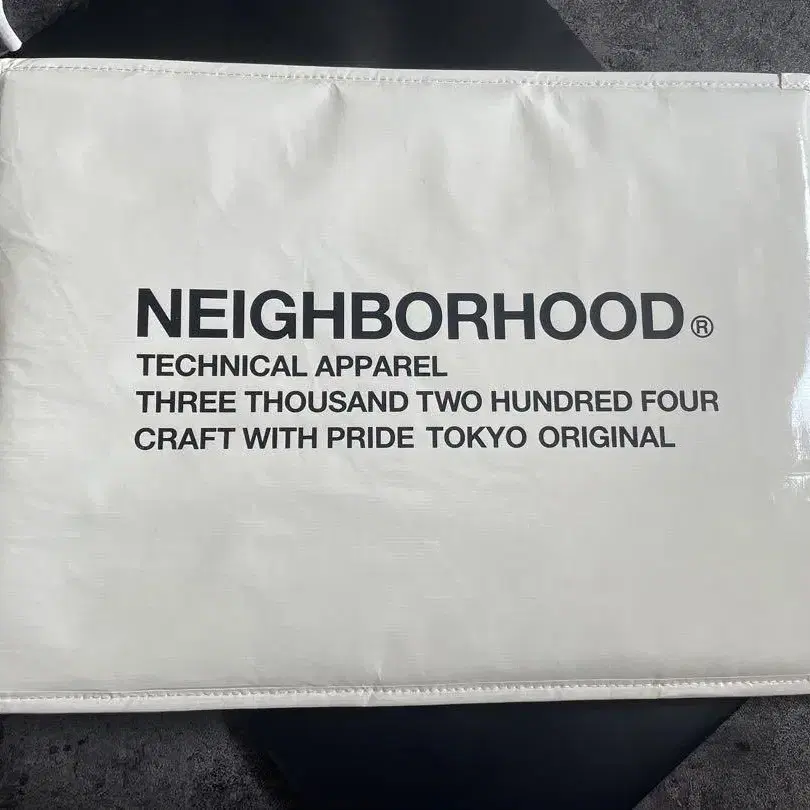 NEIGHBORHOOD®
TECHNICAL APPAREL
THREE THOUSAND TWO HUNDRED FOUR
CRAFT WITH PRIDE TOKYO ORIGINAL